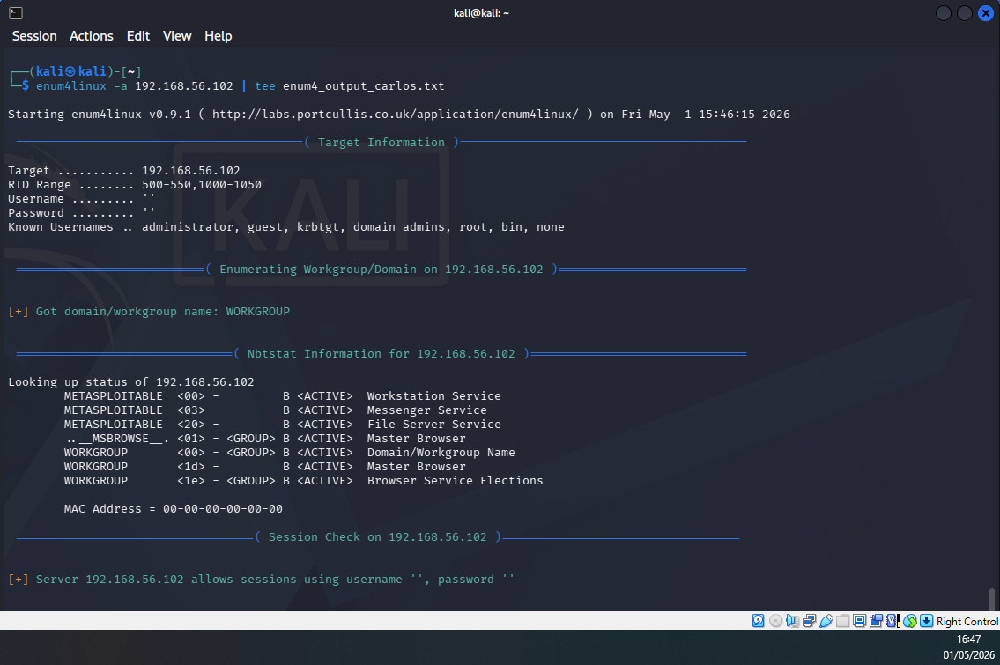 kali@kali: ~
Session Actions Edit View Help
┌──(kali㉿kali)-[~]
└─$ enum4linux -a 192.168.56.102 | tee enum4_output_carlos.txt
Starting enum4linux v0.9.1 ( http://labs.portcullis.co.uk/application/enum4linux/ ) on Fri May  1 15:46:15 2026
=========================================( Target Information )=========================================
Target ........... 192.168.56.102
RID Range ........ 500-550,1000-1050
Username ......... ''
Password ......... ''
Known Usernames .. administrator, guest, krbtgt, domain admins, root, bin, none
===========================( Enumerating Workgroup/Domain on 192.168.56.102 )===========================
[+] Got domain/workgroup name: WORKGROUP
===============================( Nbtstat Information for 192.168.56.102 )===============================
Looking up status of 192.168.56.102
METASPLOITABLE  <00> -         B <ACTIVE>  Workstation Service
METASPLOITABLE  <03> -         B <ACTIVE>  Messenger Service
METASPLOITABLE  <20> -         B <ACTIVE>  File Server Service
..__MSBROWSE__. <01> - <GROUP> B <ACTIVE>  Master Browser
WORKGROUP       <00> - <GROUP> B <ACTIVE>  Domain/Workgroup Name
WORKGROUP       <1d> -         B <ACTIVE>  Master Browser
WORKGROUP       <1e> - <GROUP> B <ACTIVE>  Browser Service Elections
MAC Address = 00-00-00-00-00-00
==================================( Session Check on 192.168.56.102 )==================================
[+] Server 192.168.56.102 allows sessions using username '', password ''
KALI
Right Control
16:47
01/05/2026